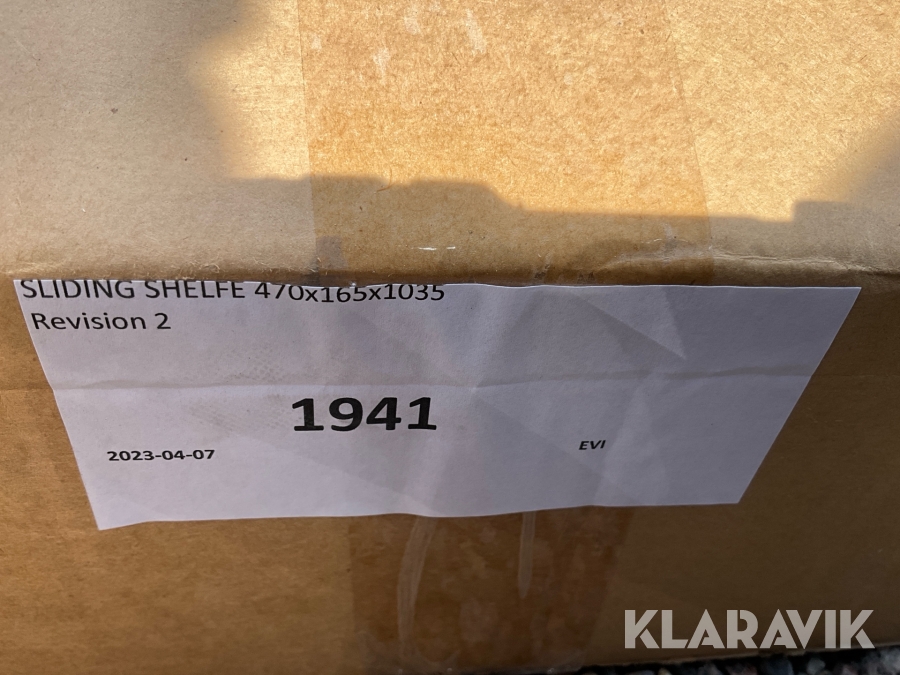 SLIDING SHELFE 470x165x1035
Revision 2
1941
2023-04-07
EVI
KLARAVIK